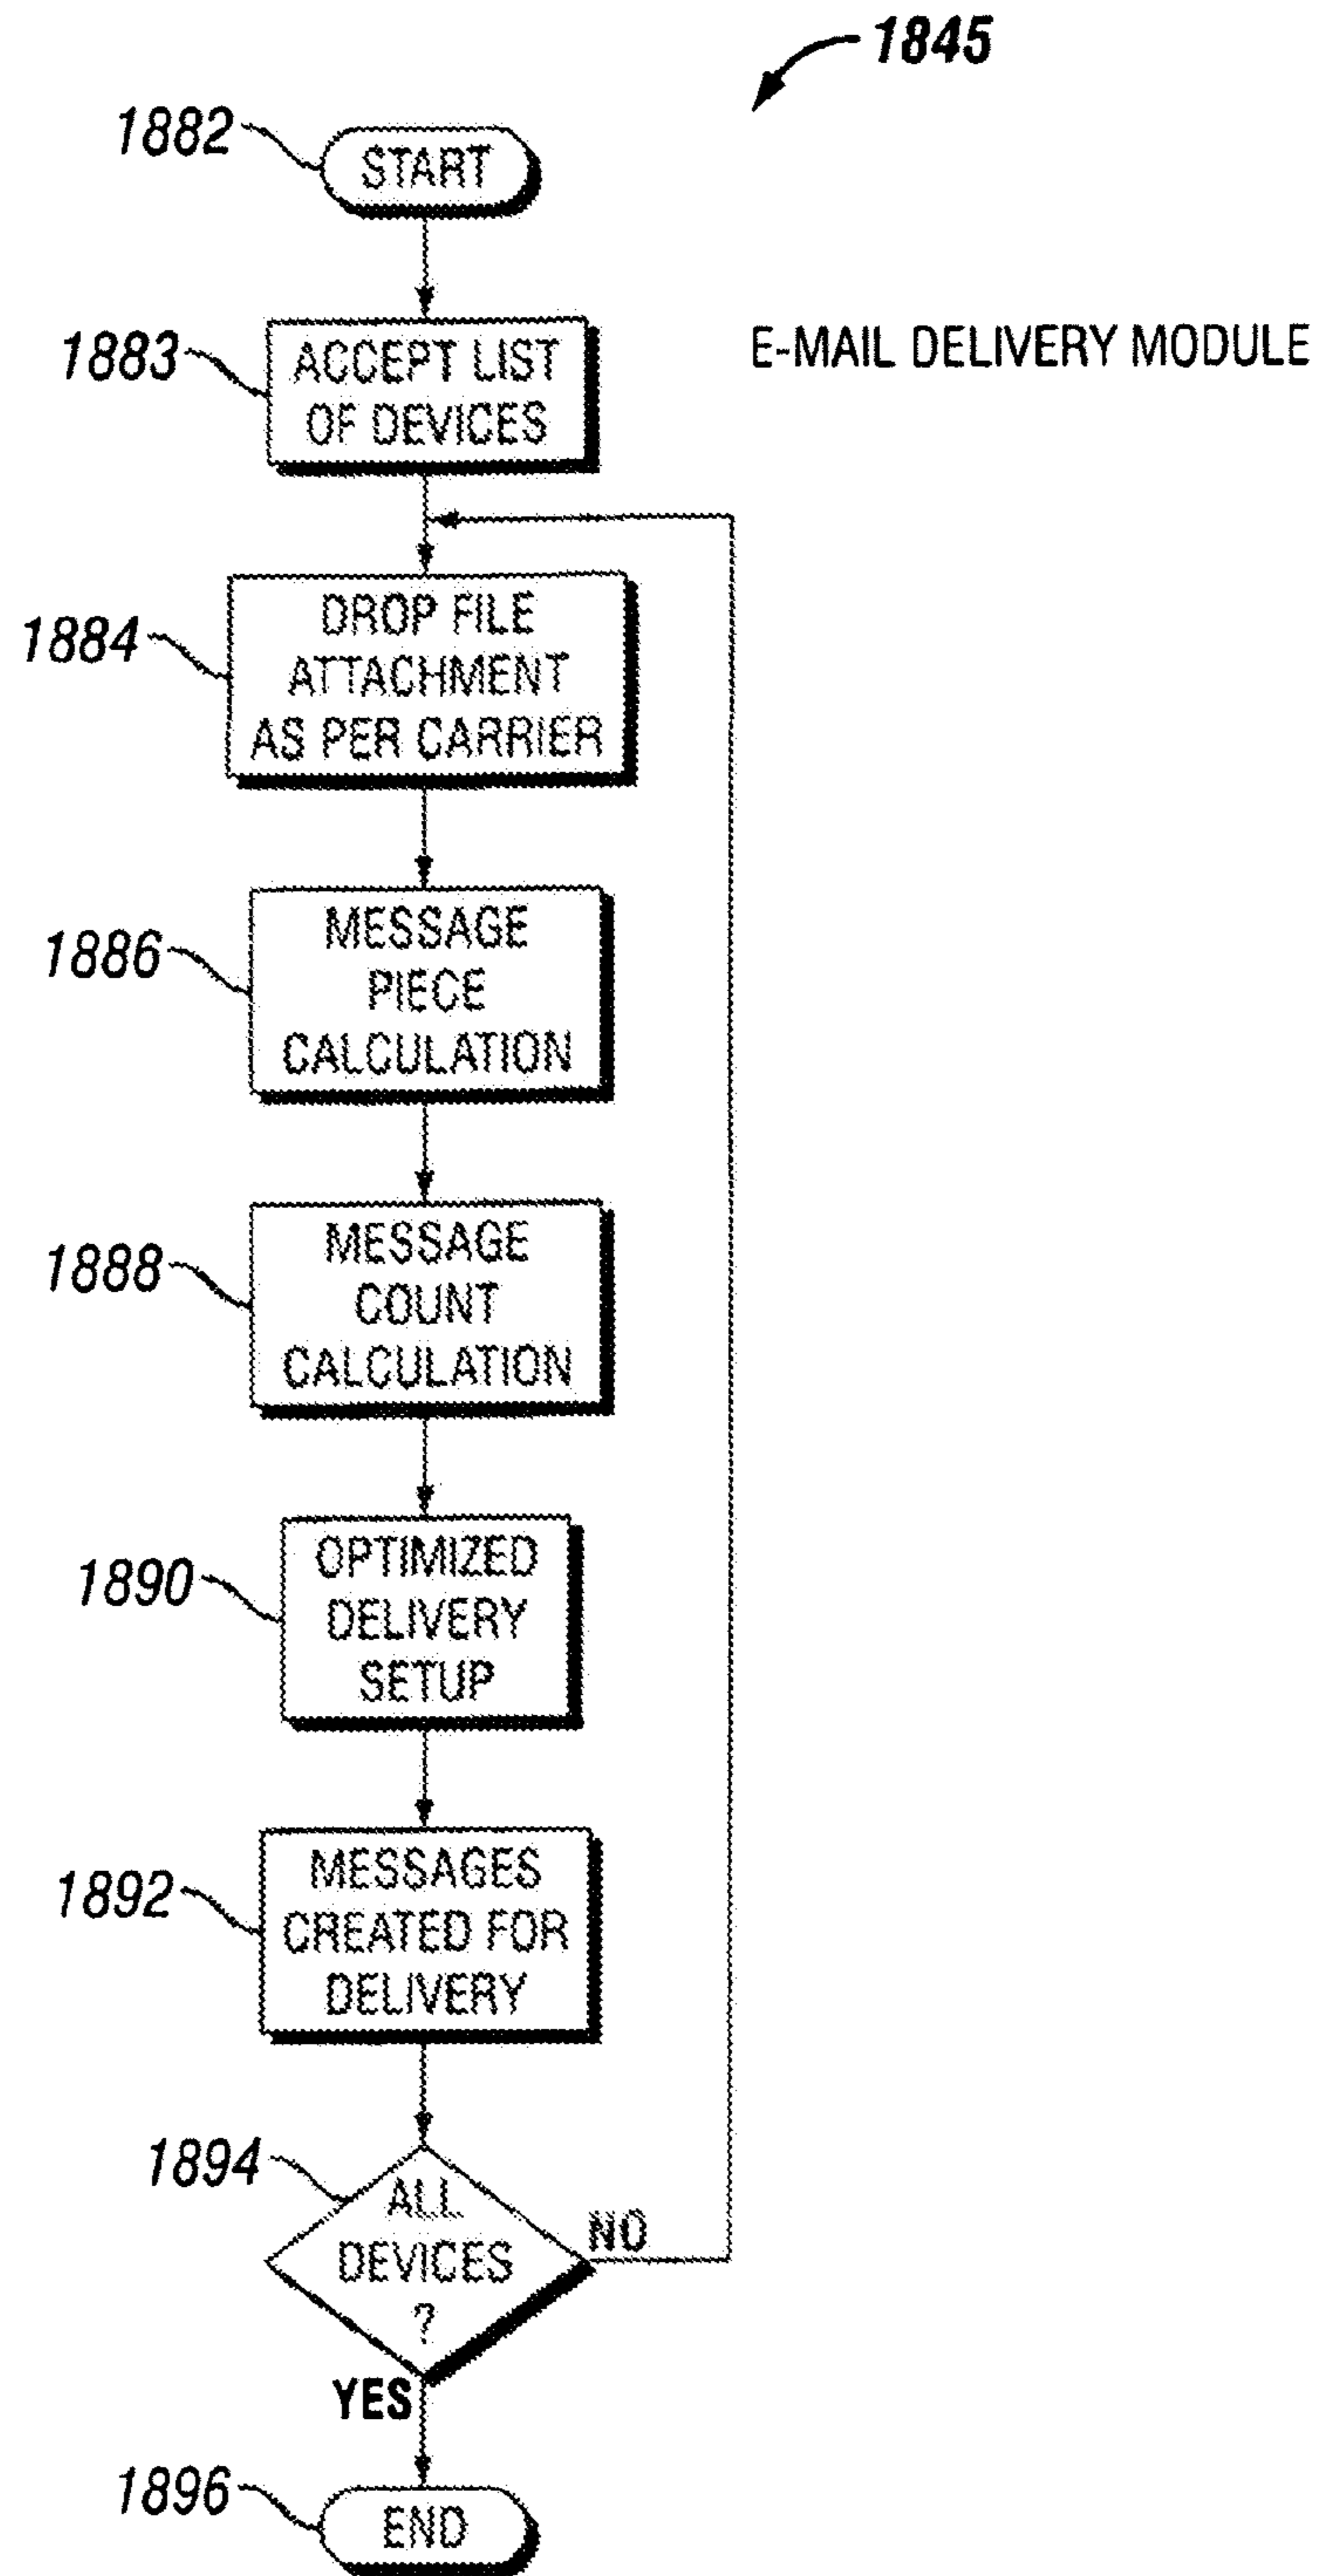 1845
1882
START
1883
ACCEPT LIST
OF DEVICES
E-MAIL DELIVERY MODULE
1884
DROP FILE
ATTACHMENT
AS PER CARRIER
1886
MESSAGE
PIECE
CALCULATION
1888
MESSAGE
COUNT
CALCULATION
1890
OPTIMIZED
DELIVERY
SETUP
1892
MESSAGES
CREATED FOR
DELIVERY
1894
ALL
DEVICES
?
NO
YES
1896
END